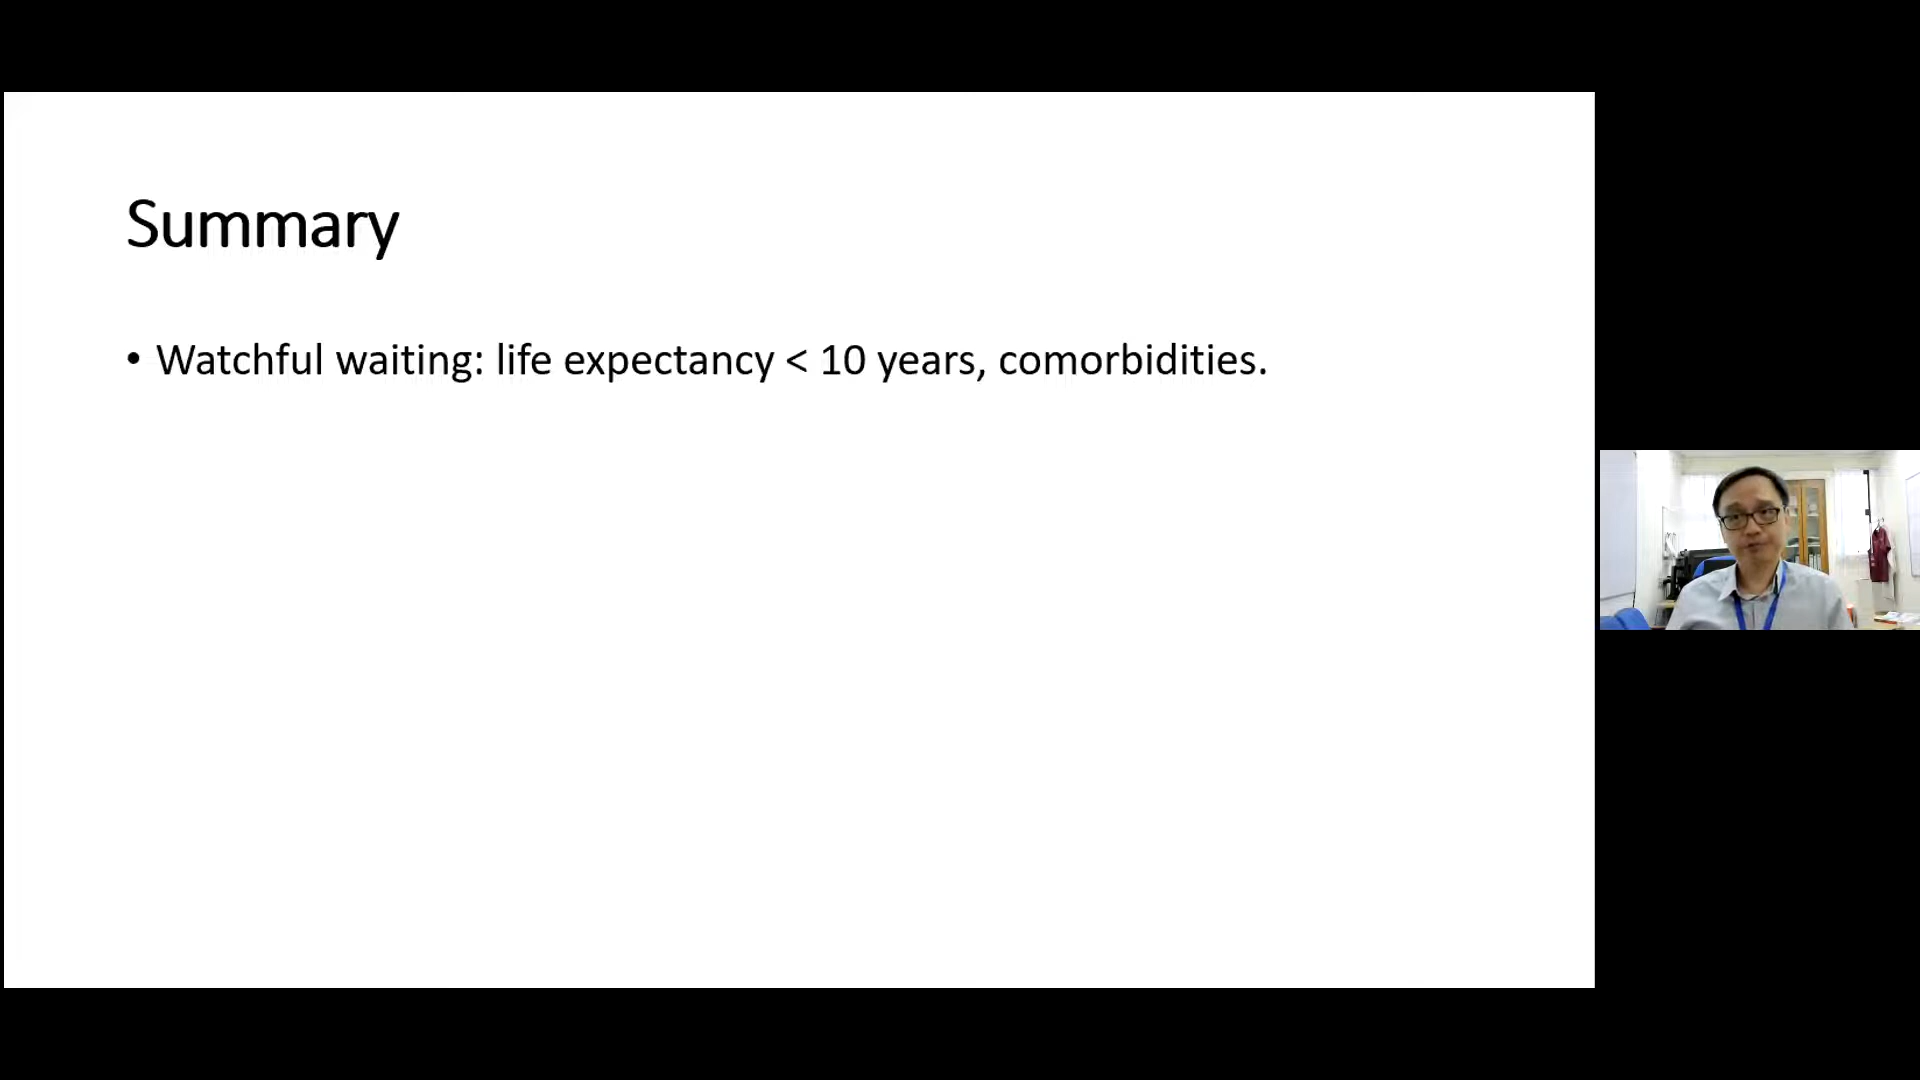 Summary
• Watchful waiting: life expectancy < 10 years, comorbidities.